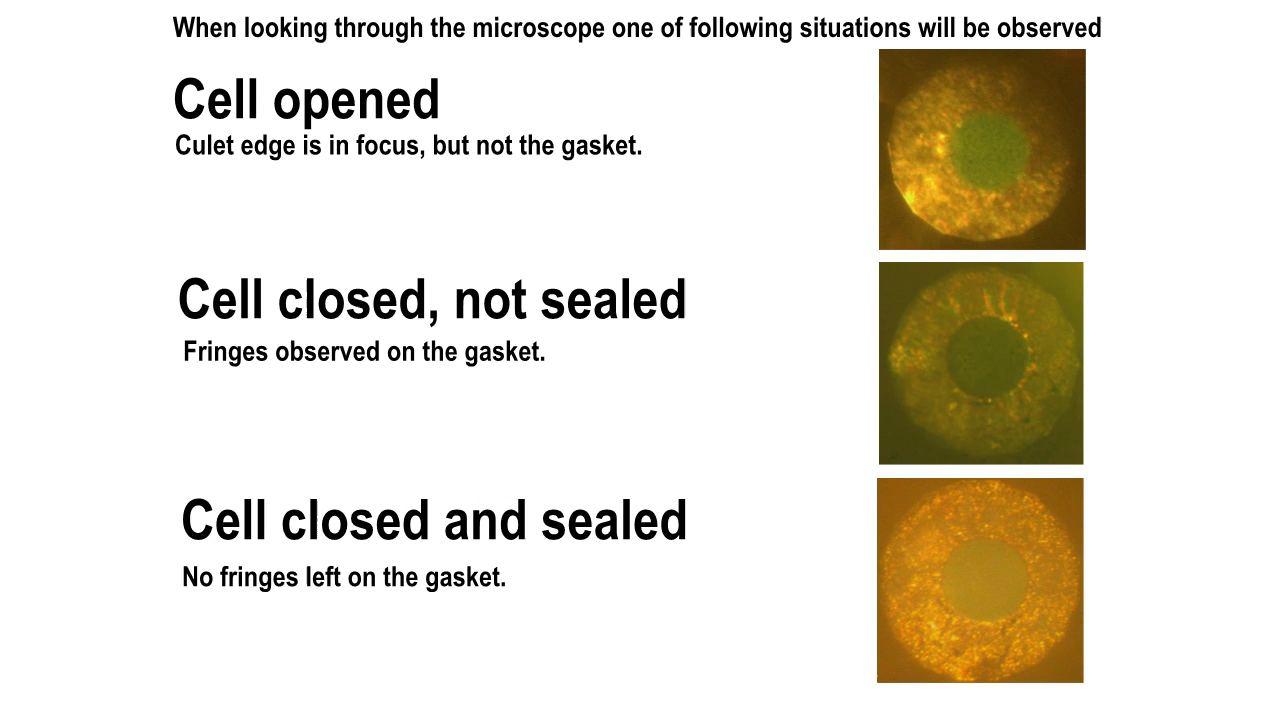 When looking through the microscope one of following situations will be observed
Cell opened
Culet edge is in focus, but not the gasket.
Cell closed, not sealed
Fringes observed on the gasket.
Cell closed and sealed
No fringes left on the gasket.